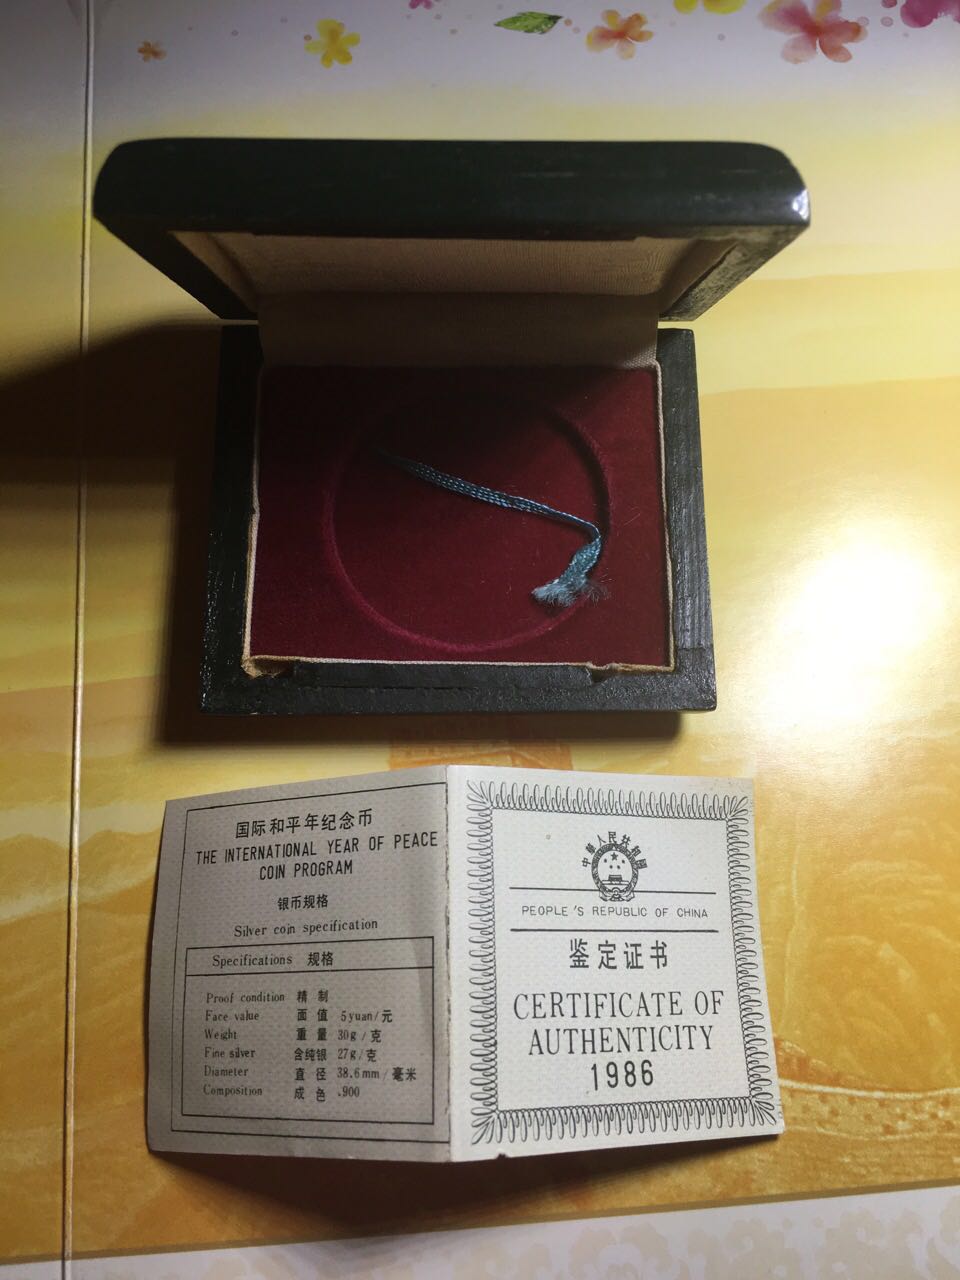 国际和平年纪念币
THE INTERNATIONAL YEAR OF PEACE
COIN PROGRAM
银币规格
Silver coin specification
Specifications 规格
Proof condition 精 制
Face value 面 值 5yuan/元
Weight 重 量 30g/克
Fine silver 含纯银 27g/克
Diameter 直 径 38.6mm/毫米
Composition 成 色 .900
中华人民共和国
PEOPLE'S REPUBLIC OF CHINA
鉴定证书
CERTIFICATE OF
AUTHENTICITY
1986